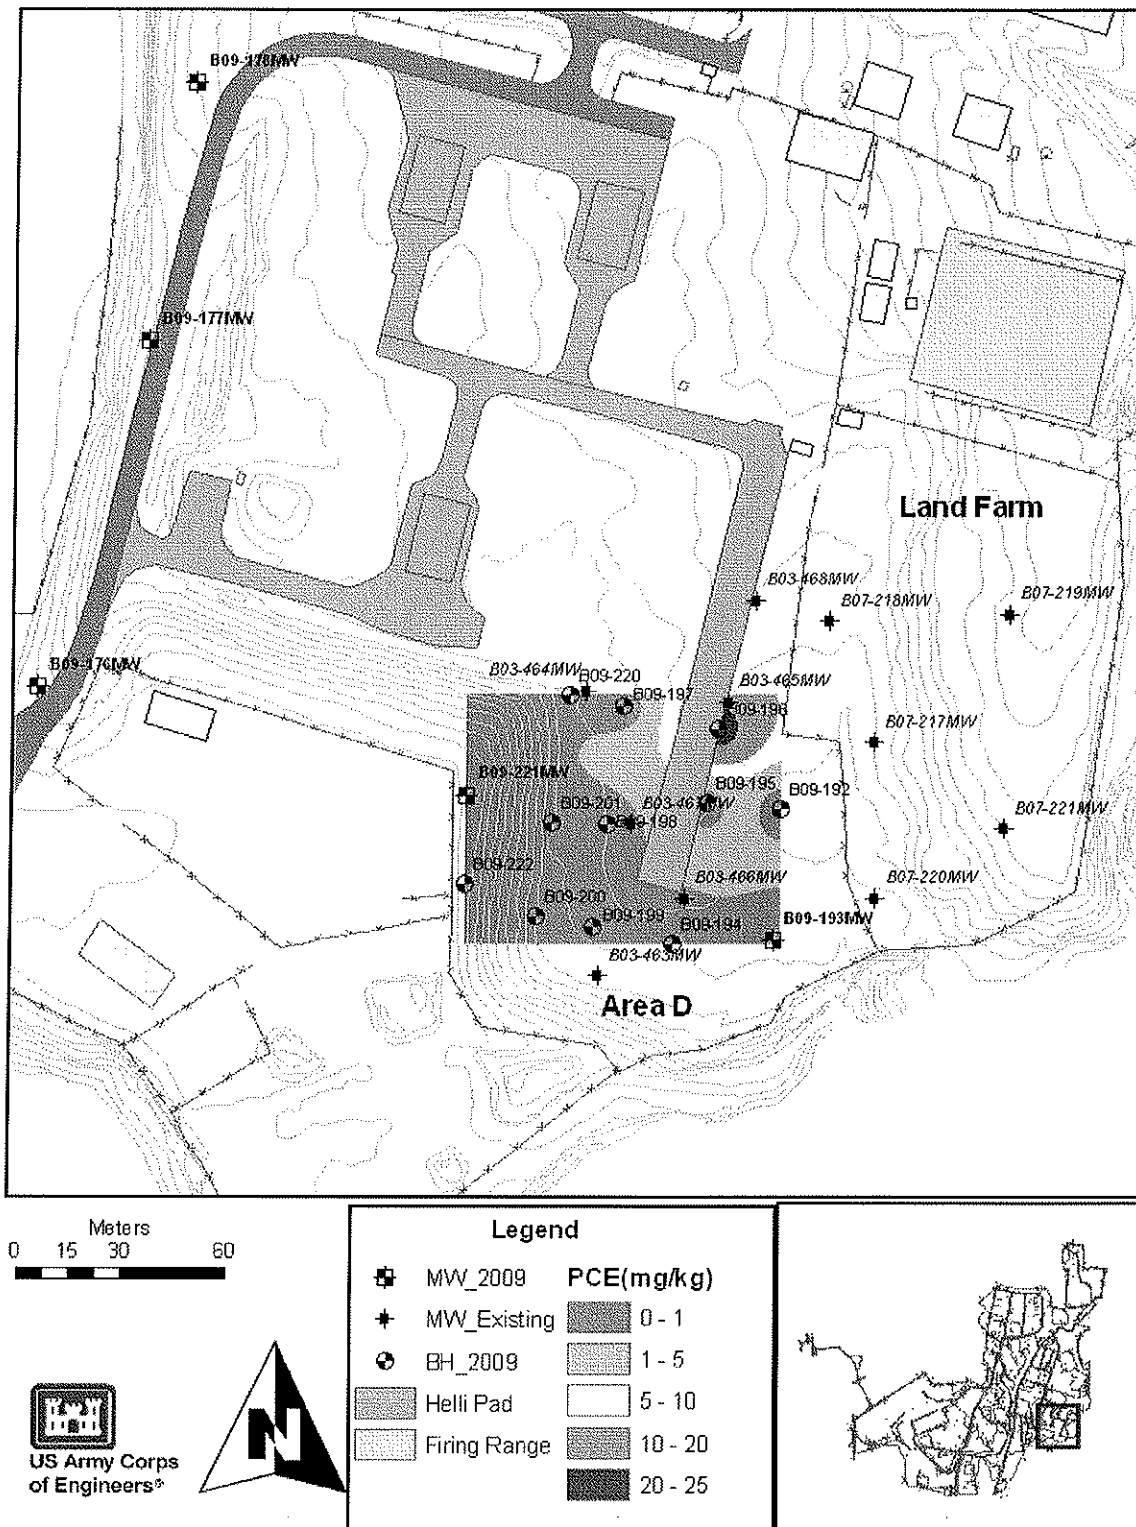 B09-178MW
B09-177MW
Land Farm
B03-468MW
B07-218MW
B07-219MW
B09-176MW
B03-464MW
B09-220
B03-465MW
B09-197
B09-196
B07-217MW
B09-221MW
B09-195
B09-192
B09-201
B09-198
B07-221MW
B09-222
B03-466MW
B07-220MW
B09-200
B09-199
B09-194
B09-193MW
B03-463MW
Area D
Meters
0 15 30 60
Legend
MW_2009
MW_Existing
BH_2009
Helli Pad
Firing Range
PCE(mg/kg)
0 - 1
1 - 5
5 - 10
10 - 20
20 - 25
N
US Army Corps
of Engineers®